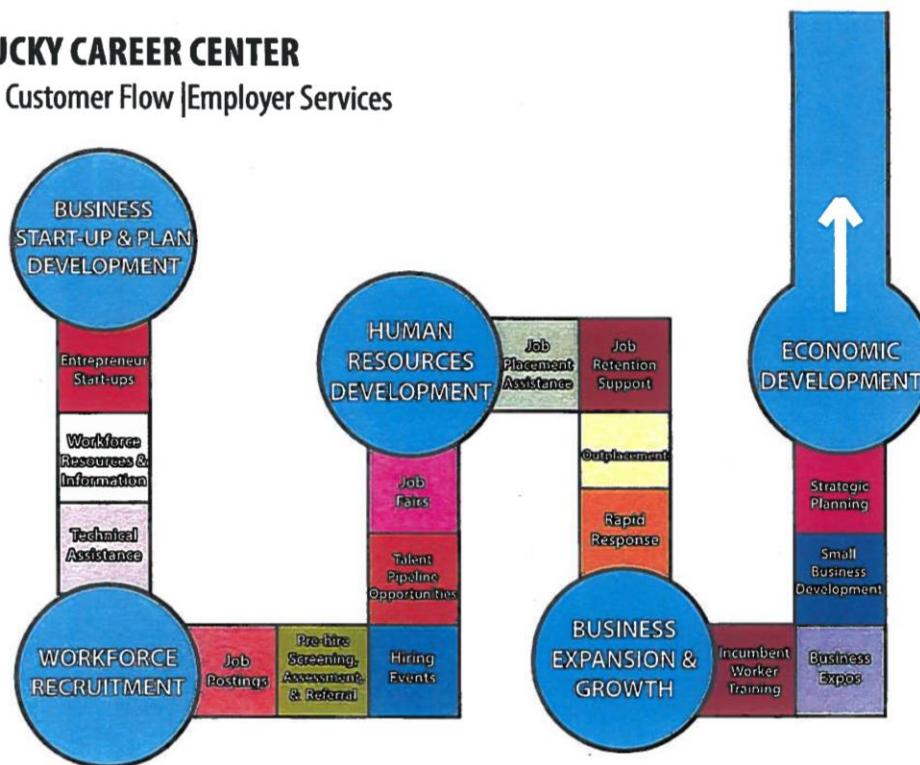 UCKY CAREER CENTER
Customer Flow |Employer Services
BUSINESS
START-UP & PLAN
DEVELOPMENT
Entrepreneur
Start-ups
Workforce
Resources &
Information
Technical
Assistance
WORKFORCE
RECRUITMENT
Job
Postings
Pre-hire
Screening,
Assessment,
& Referral
Hiring
Events
Talent
Pipeline
Opportunities
Job
Fairs
HUMAN
RESOURCES
DEVELOPMENT
Job
Placement
Assistance
Job
Retention
Support
Outplacement
Rapid
Response
BUSINESS
EXPANSION &
GROWTH
Incumbent
Worker
Training
Business
Expos
Small
Business
Development
Strategic
Planning
ECONOMIC
DEVELOPMENT